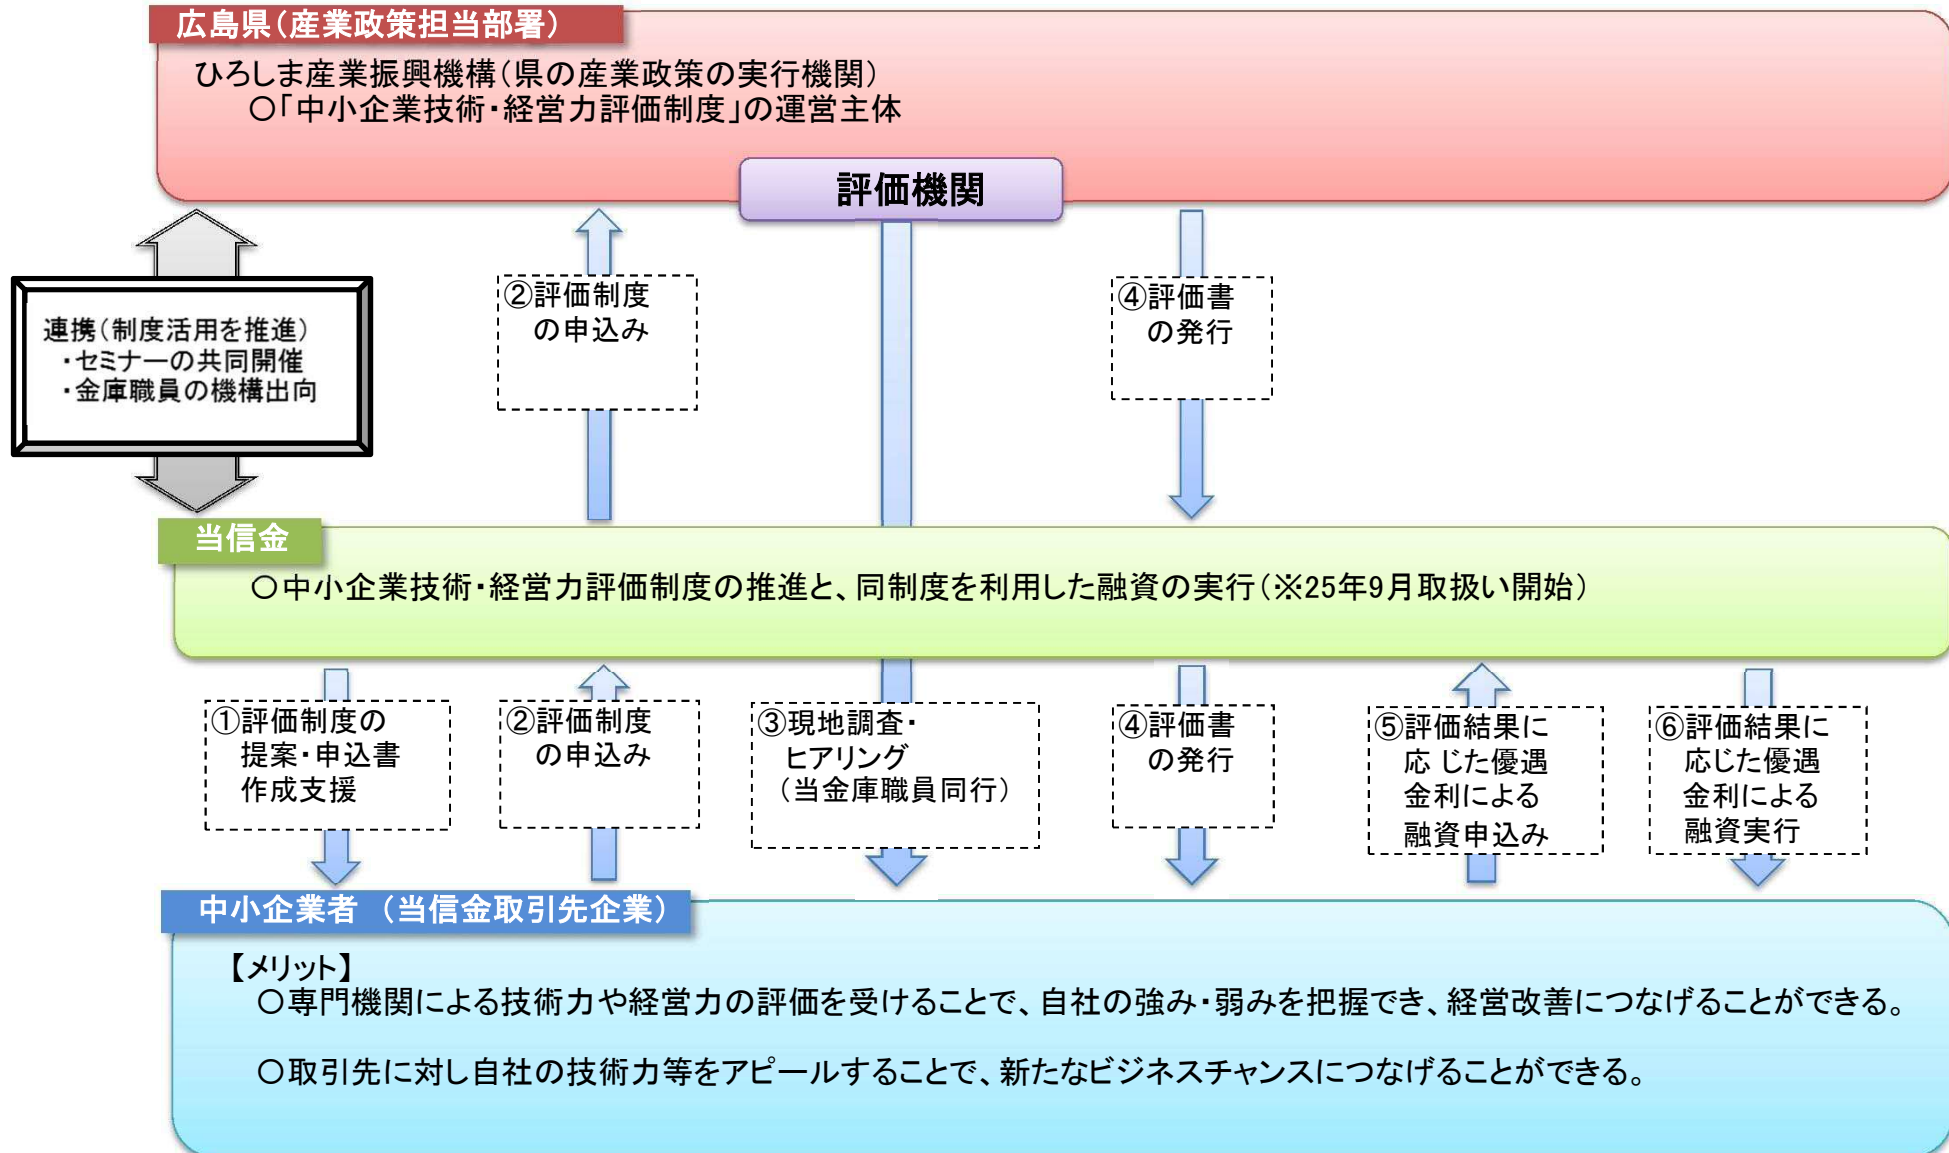 広島県（産業政策担当部署）
ひろしま産業振興機構（県の産業政策の実行機関）
○「中小企業技術・経営力評価制度」の運営主体
評価機関
連携（制度活用を推進）
・セミナーの共同開催
・金庫職員の機構出向
②評価制度
の申込み
④評価書
の発行
当信金
○中小企業技術・経営力評価制度の推進と、同制度を利用した融資の実行（※25年9月取扱い開始）
①評価制度の
提案・申込書
作成支援
②評価制度
の申込み
③現地調査・
ヒアリング
（当金庫職員同行）
④評価書
の発行
⑤評価結果に
応じた優遇
金利による
融資申込み
⑥評価結果に
応じた優遇
金利による
融資実行
中小企業者 （当信金取引先企業）
【メリット】
○専門機関による技術力や経営力の評価を受けることで、自社の強み・弱みを把握でき、経営改善につなげることができる。
○取引先に対し自社の技術力等をアピールすることで、新たなビジネスチャンスにつなげることができる。